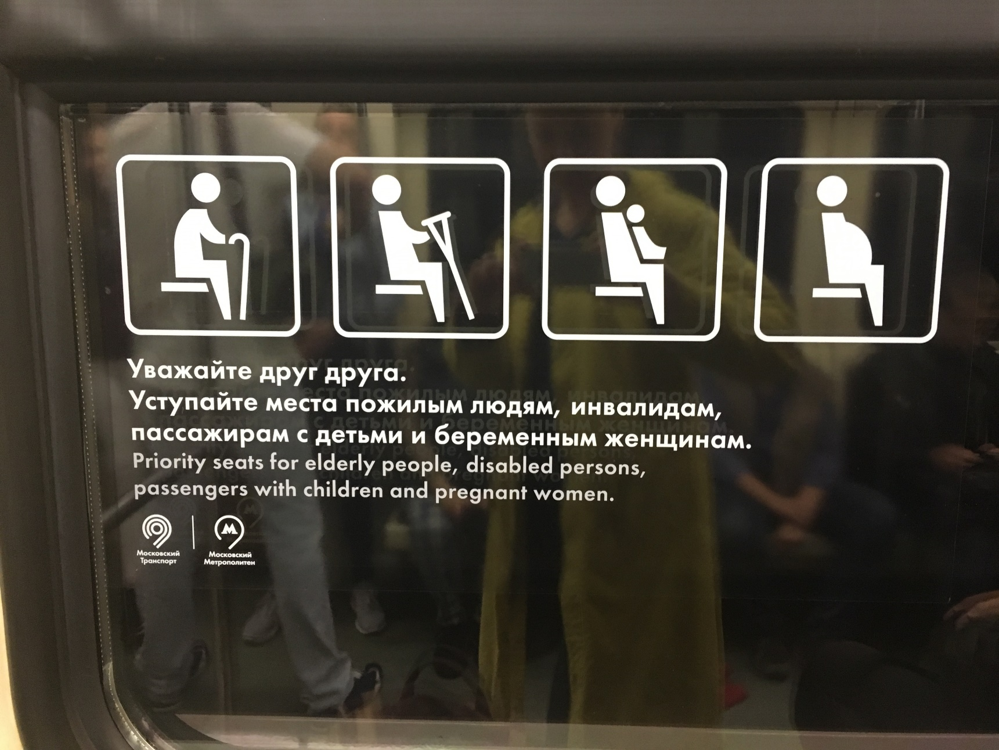 Уважайте друг друга.
Уступайте места пожилым людям, инвалидам,
пассажирам с детьми и беременным женщинам.
Priority seats for elderly people, disabled persons,
passengers with children and pregnant women.
Московский
Транспорт
М
Московский
Метрополитен